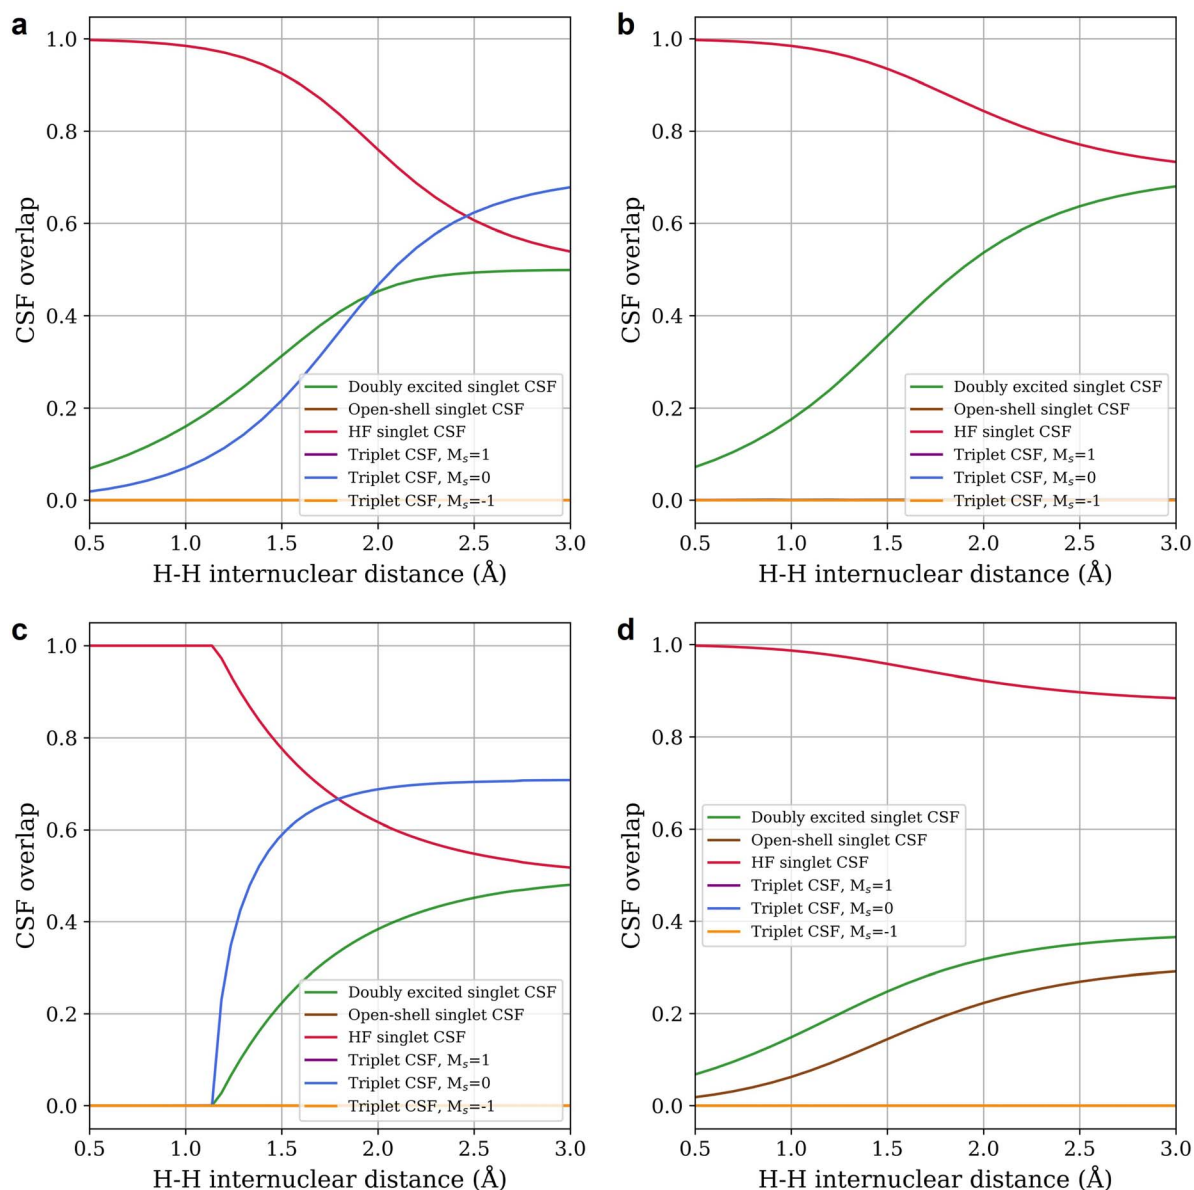 a
1.0
0.8
0.6
0.4
0.2
0.0
CSF overlap
Doubly excited singlet CSF
Open-shell singlet CSF
HF singlet CSF
Triplet CSF, Mₛ=1
Triplet CSF, Mₛ=0
Triplet CSF, Mₛ=-1
0.5 1.0 1.5 2.0 2.5 3.0
H-H internuclear distance (Å)
b
1.0
0.8
0.6
0.4
0.2
0.0
CSF overlap
Doubly excited singlet CSF
Open-shell singlet CSF
HF singlet CSF
Triplet CSF, Mₛ=1
Triplet CSF, Mₛ=0
Triplet CSF, Mₛ=-1
0.5 1.0 1.5 2.0 2.5 3.0
H-H internuclear distance (Å)
c
1.0
0.8
0.6
0.4
0.2
0.0
CSF overlap
Doubly excited singlet CSF
Open-shell singlet CSF
HF singlet CSF
Triplet CSF, Mₛ=1
Triplet CSF, Mₛ=0
Triplet CSF, Mₛ=-1
0.5 1.0 1.5 2.0 2.5 3.0
H-H internuclear distance (Å)
d
1.0
0.8
0.6
0.4
0.2
0.0
CSF overlap
Doubly excited singlet CSF
Open-shell singlet CSF
HF singlet CSF
Triplet CSF, Mₛ=1
Triplet CSF, Mₛ=0
Triplet CSF, Mₛ=-1
0.5 1.0 1.5 2.0 2.5 3.0
H-H internuclear distance (Å)